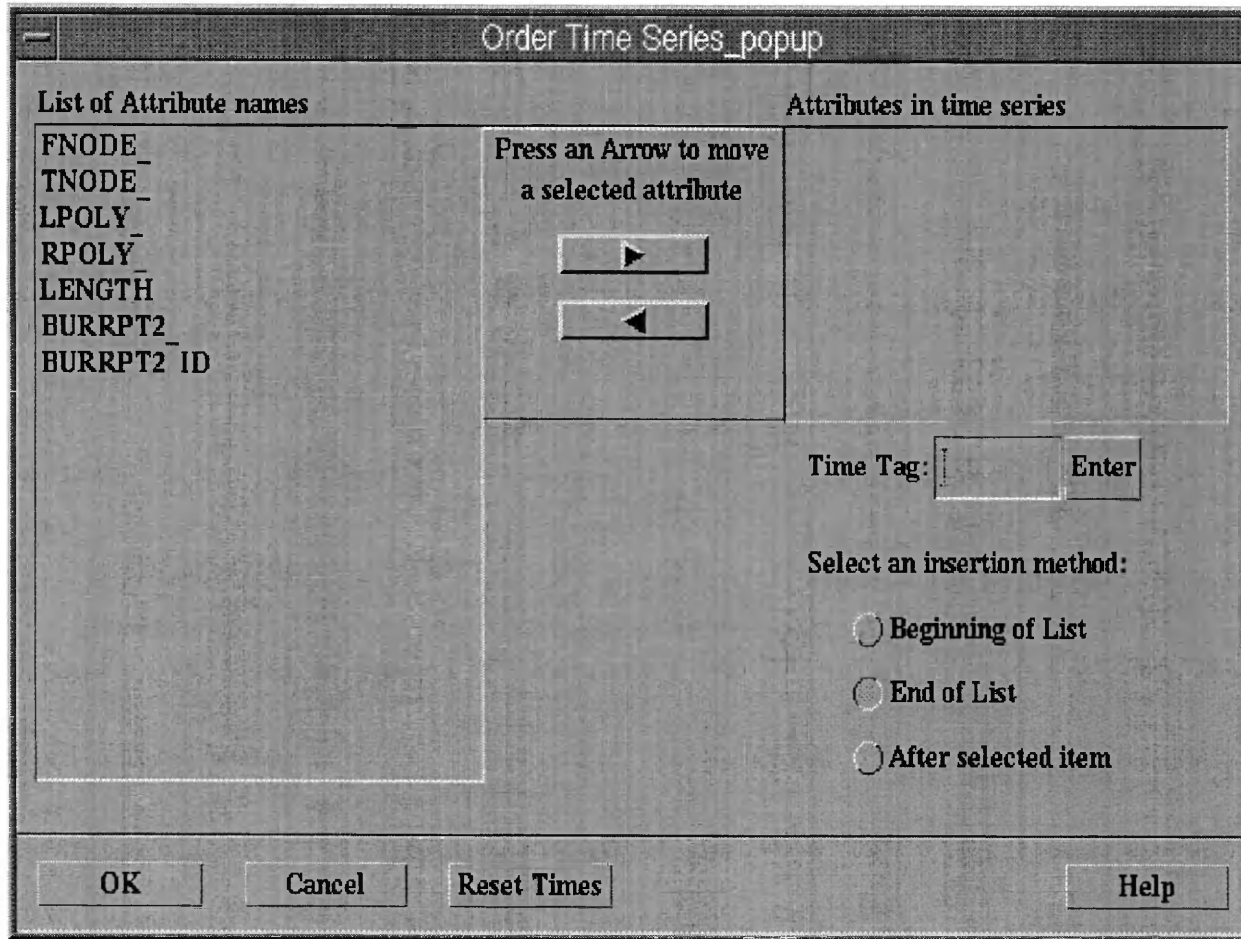 Order Time Series_popup
List of Attribute names
FNODE_
TNODE_
LPOLY_
RPOLY_
LENGTH
BURRPT2_
BURRPT2_ID
Press an Arrow to move
a selected attribute
Attributes in time series
Time Tag:
Enter
Select an insertion method:
Beginning of List
End of List
After selected item
OK
Cancel
Reset Times
Help